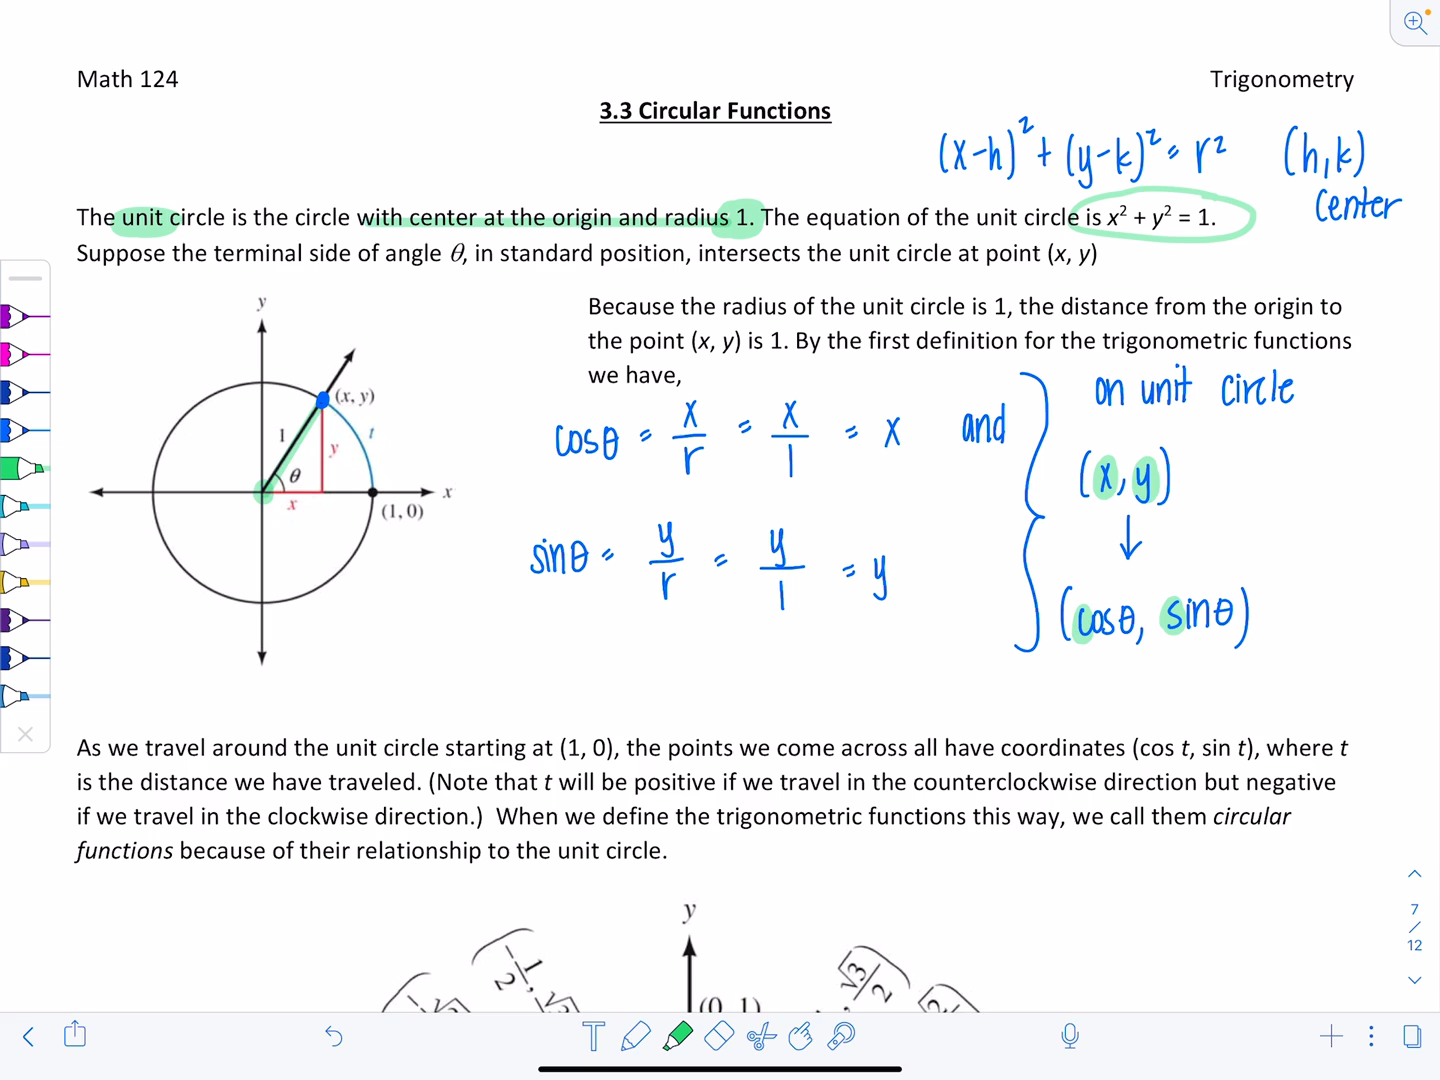 Math 124
Trigonometry
3.3 Circular Functions
(x-h)² + (y-k)² = r² (h,k)
center
The unit circle is the circle with center at the origin and radius 1. The equation of the unit circle is x² + y² = 1.
Suppose the terminal side of angle θ, in standard position, intersects the unit circle at point (x, y)
Because the radius of the unit circle is 1, the distance from the origin to
the point (x, y) is 1. By the first definition for the trigonometric functions
we have,
y
(x, y)
1
t
y
θ
x
x
(1, 0)
cosθ = x/r = x/1 = x and
sinθ = y/r = y/1 = y
on unit circle
(x, y)
↓
(cosθ, sinθ)
As we travel around the unit circle starting at (1, 0), the points we come across all have coordinates (cos t, sin t), where t
is the distance we have traveled. (Note that t will be positive if we travel in the counterclockwise direction but negative
if we travel in the clockwise direction.) When we define the trigonometric functions this way, we call them circular
functions because of their relationship to the unit circle.
y
(0, 1)
√3/2
7
/
12
T